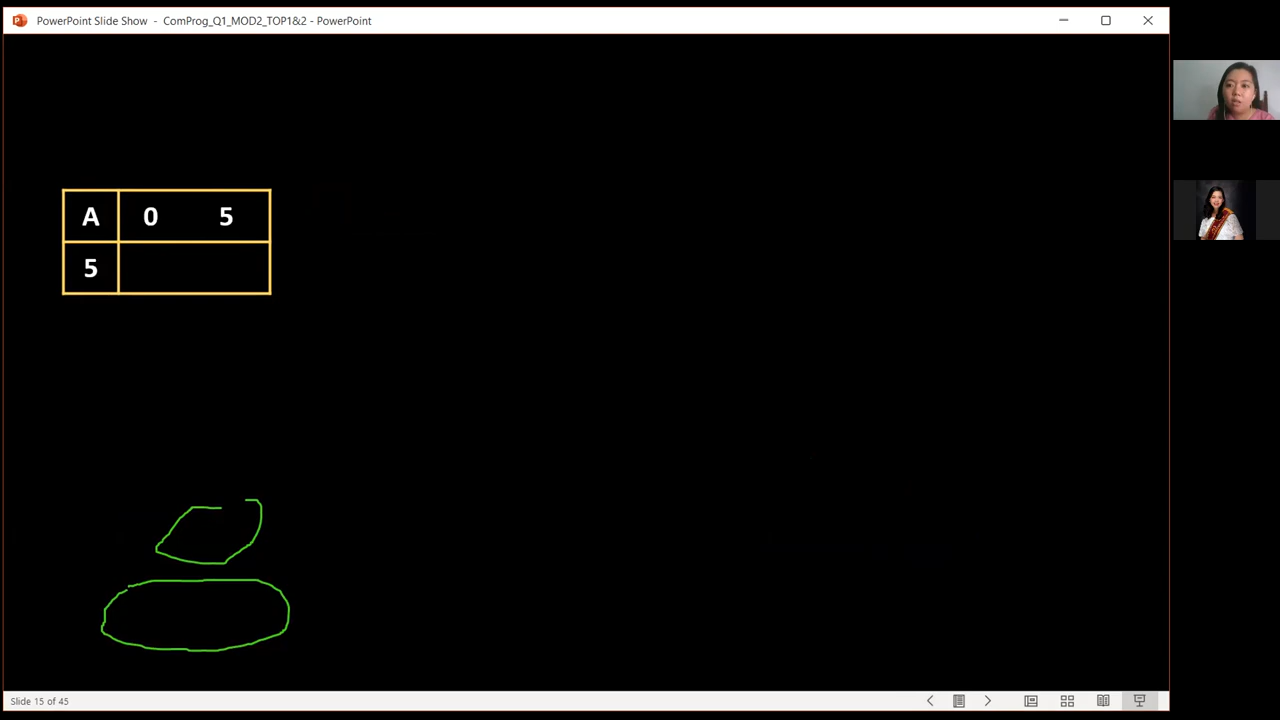 PowerPoint Slide Show - ComProg_Q1_MOD2_TOP1&2 - PowerPoint
A 0 5
5
Slide 15 of 45